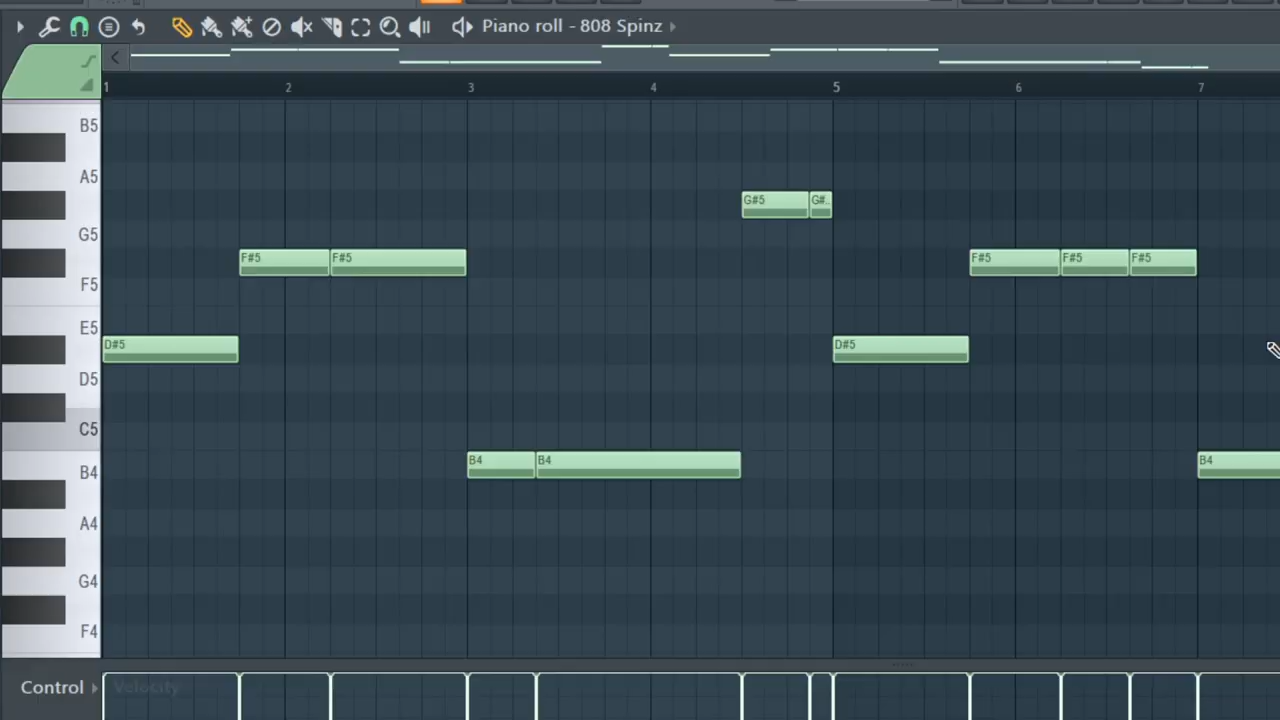 Piano roll - 808 Spinz
1 2 3 4 5 6 7
B5
A5
G#5 G#..
G5
F#5 F#5 F#5 F#5 F#5
F5
E5
D#5 D#5
D5
C5
B4 B4 B4 B4
A4
G4
F4
Control Velocity